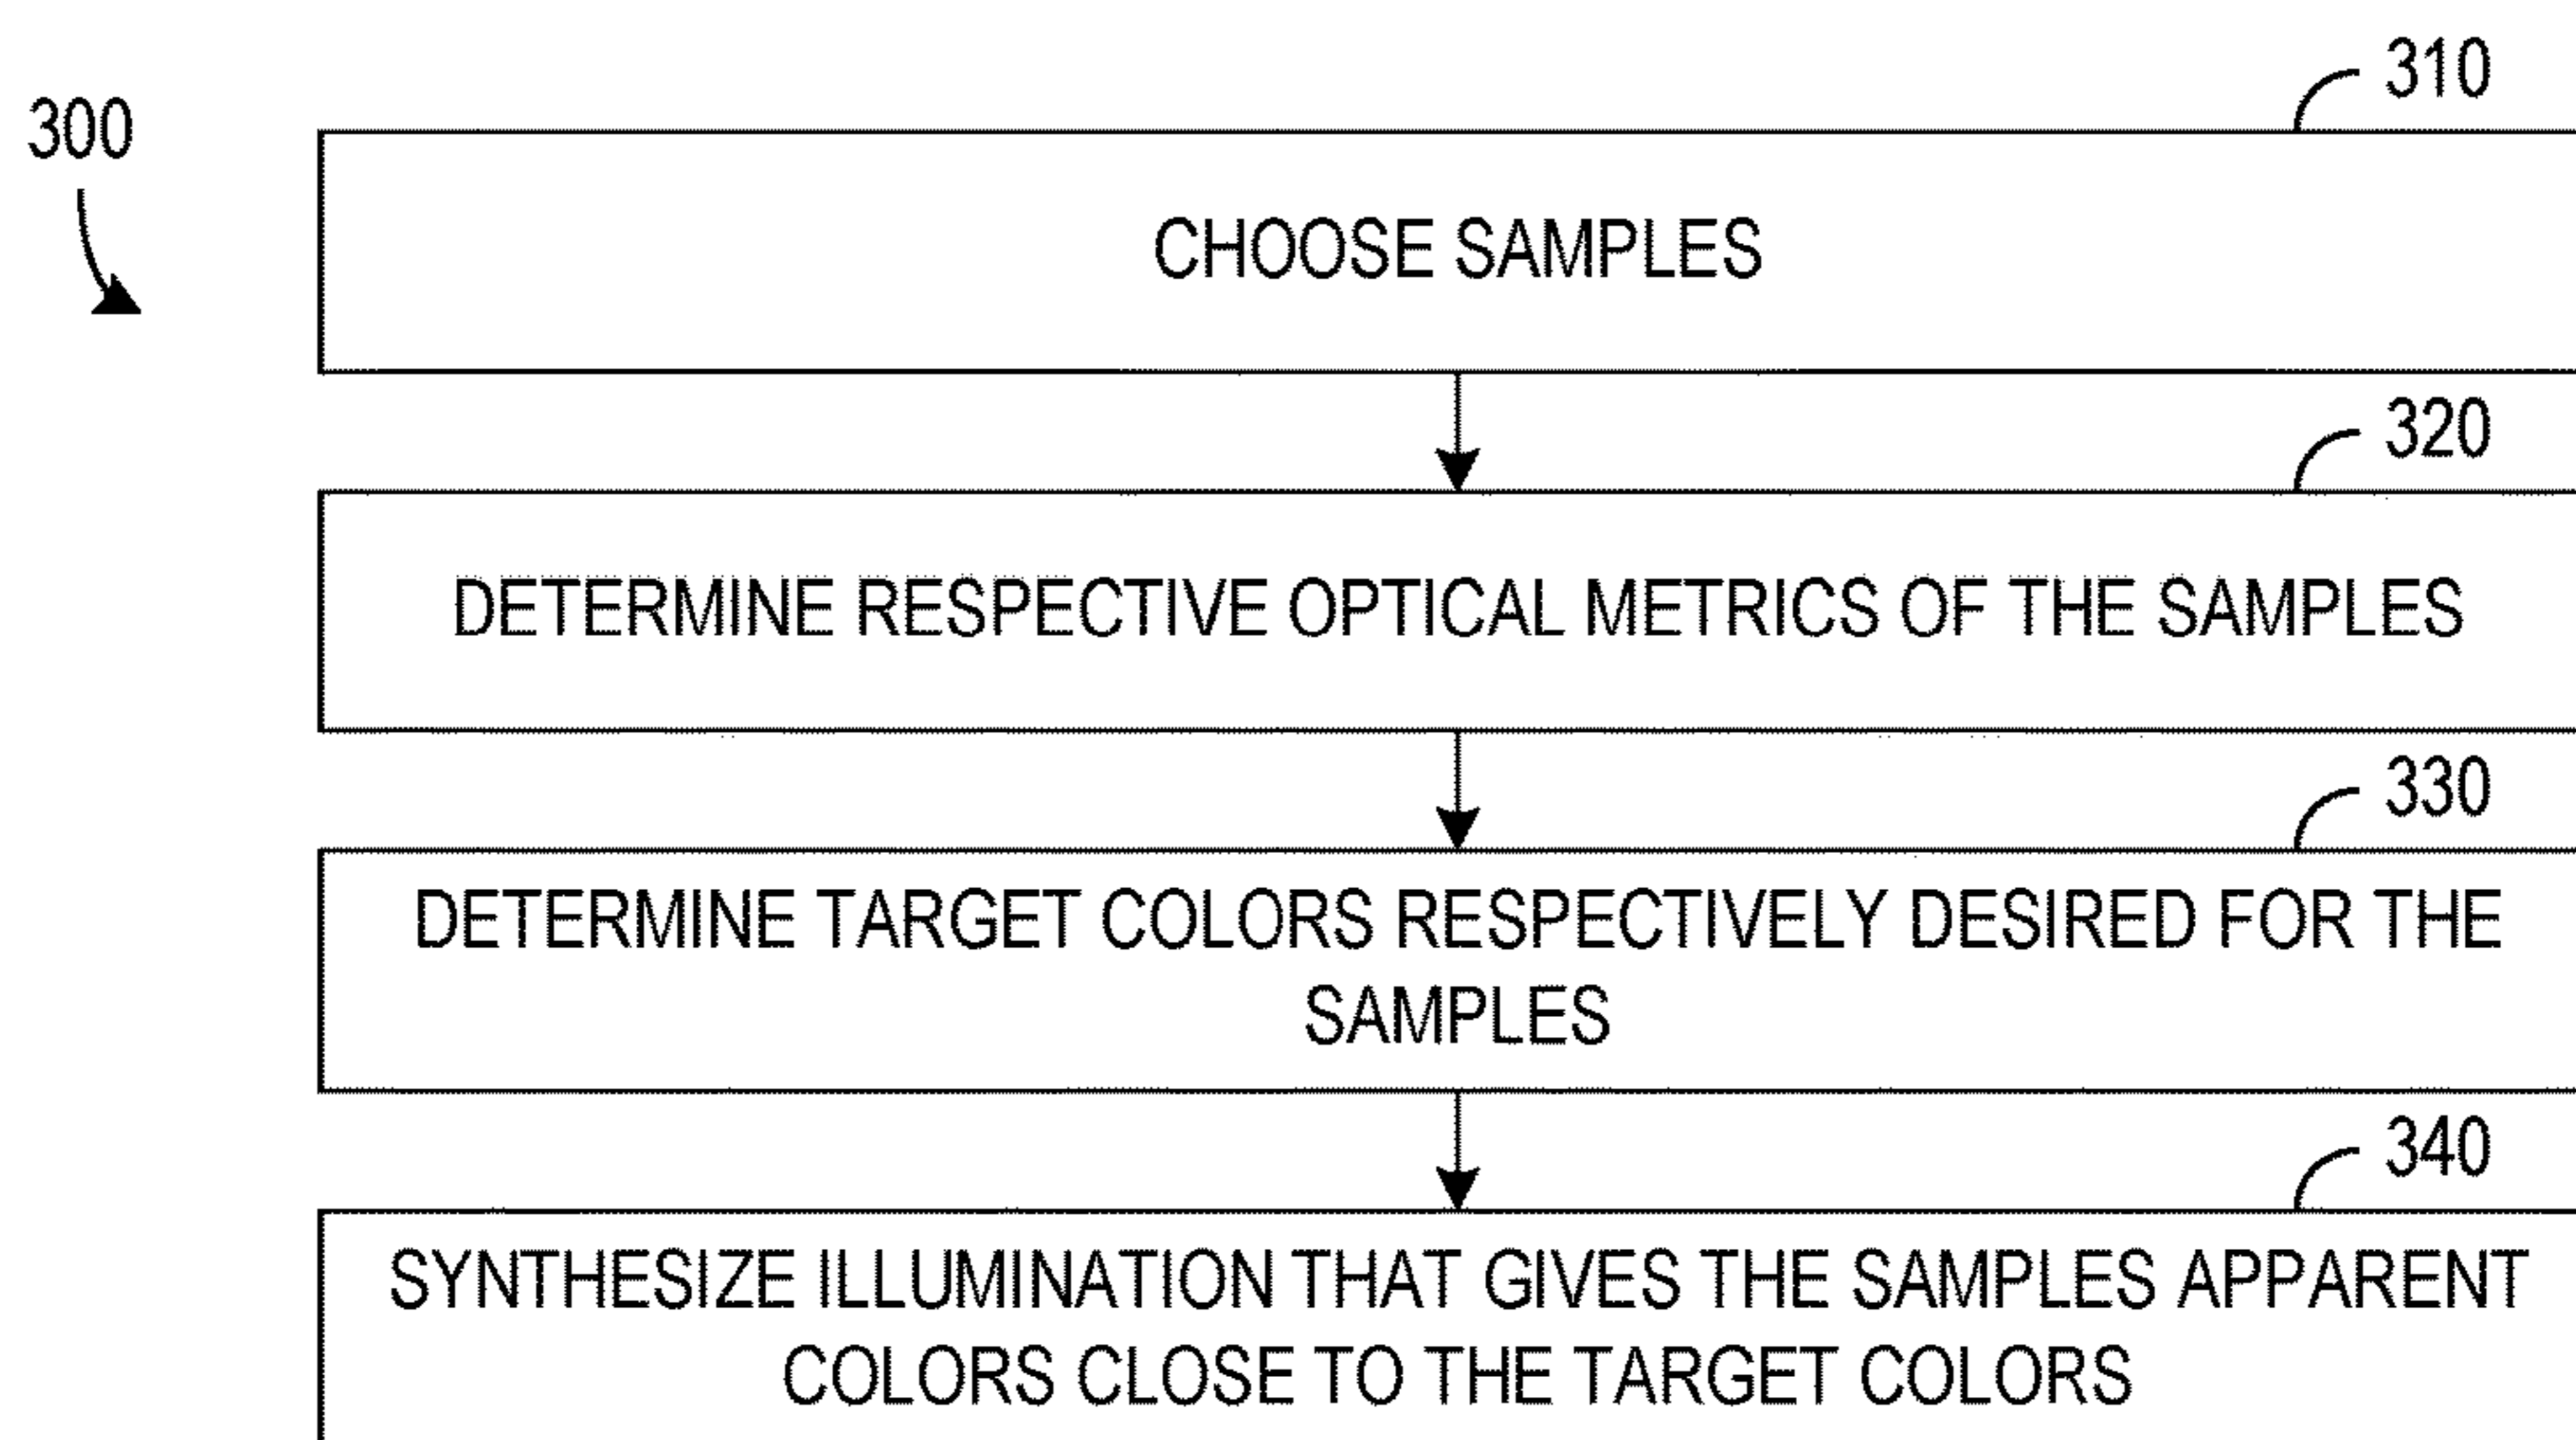 310
300
CHOOSE SAMPLES
320
DETERMINE RESPECTIVE OPTICAL METRICS OF THE SAMPLES
330
DETERMINE TARGET COLORS RESPECTIVELY DESIRED FOR THE
SAMPLES
340
SYNTHESIZE ILLUMINATION THAT GIVES THE SAMPLES APPARENT
COLORS CLOSE TO THE TARGET COLORS